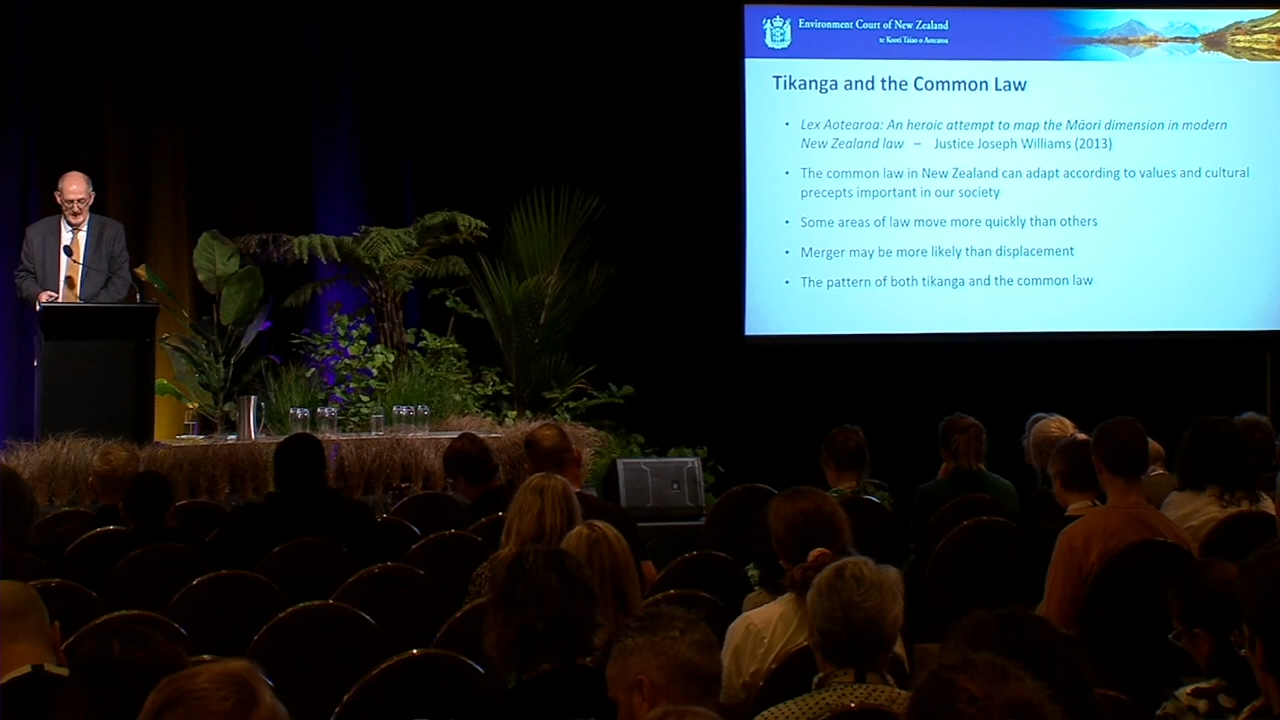 Environment Court of New Zealand
te Kooti Taiao o Aotearoa
Tikanga and the Common Law
• Lex Aotearoa: An heroic attempt to map the Māori dimension in modern
New Zealand law – Justice Joseph Williams (2013)
• The common law in New Zealand can adapt according to values and cultural
precepts important in our society
• Some areas of law move more quickly than others
• Merger may be more likely than displacement
• The pattern of both tikanga and the common law